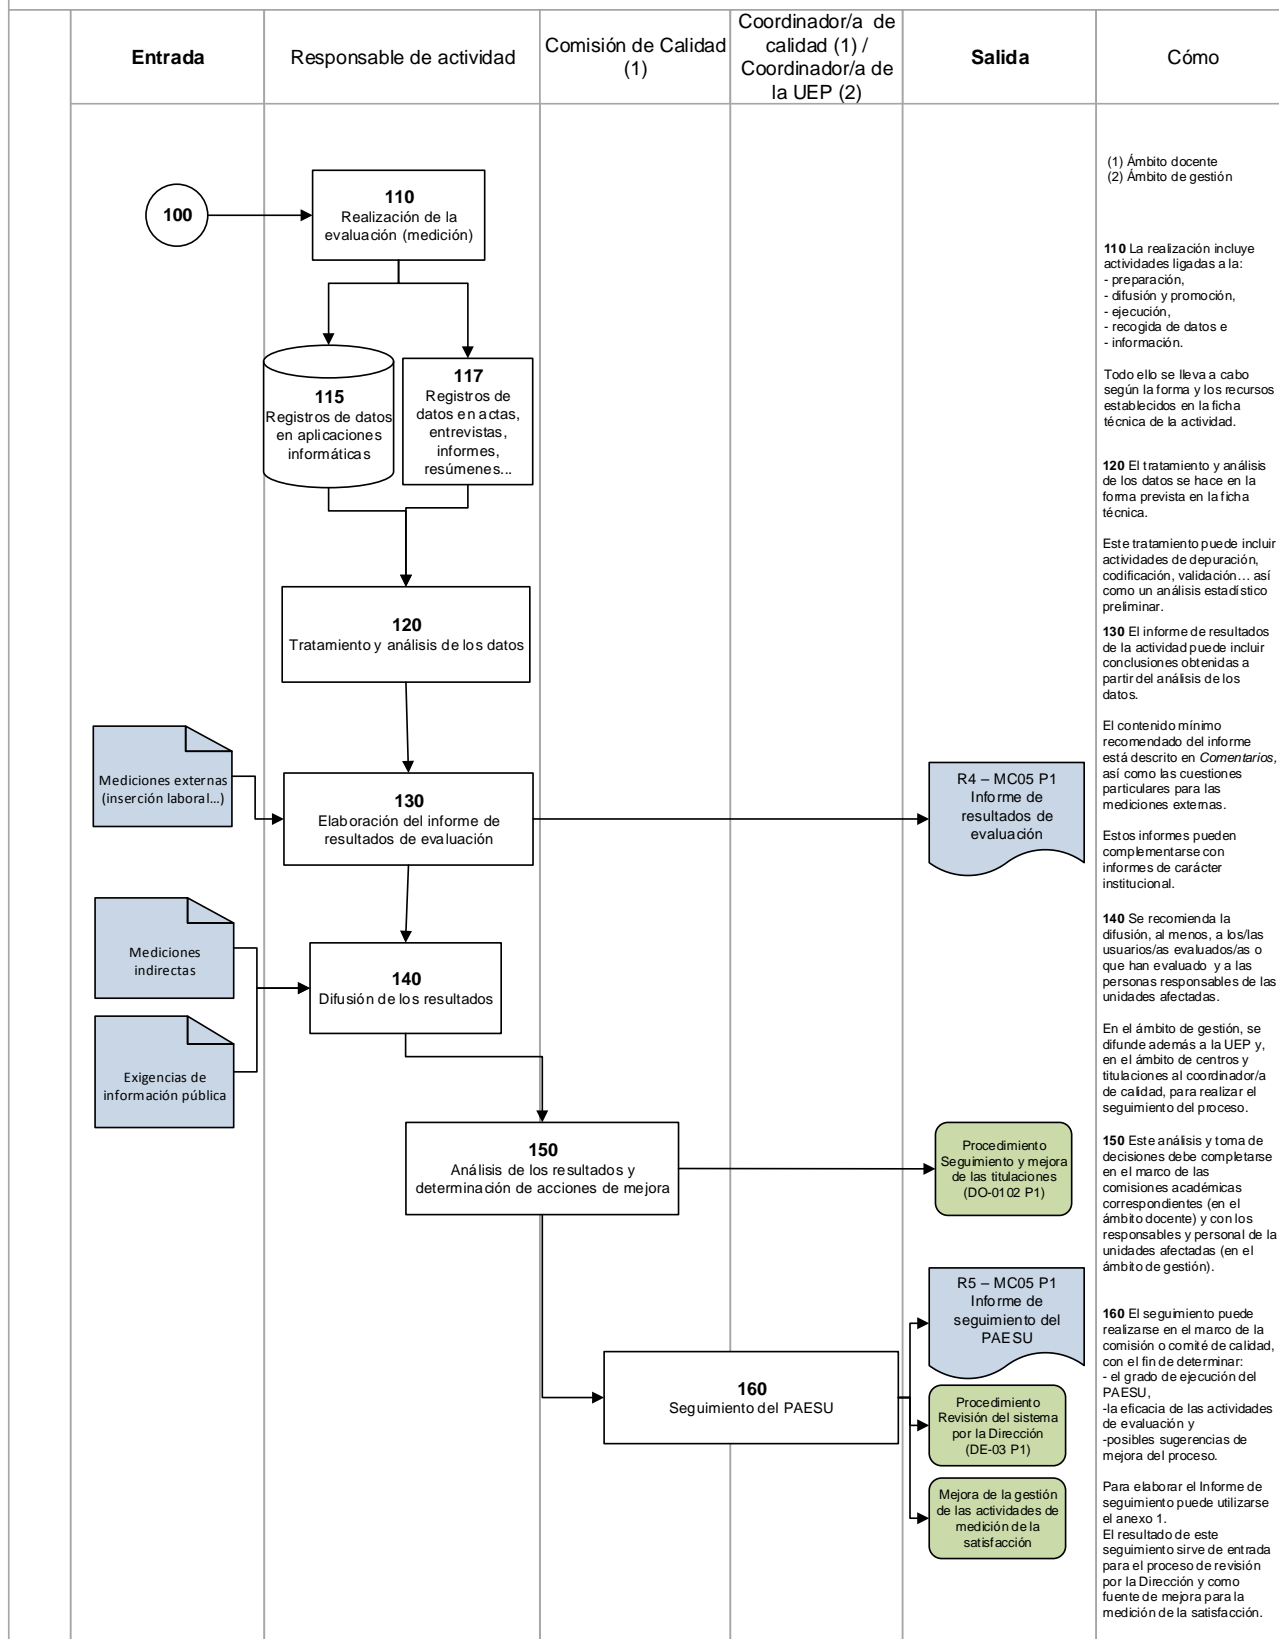 Entrada
Responsable de actividad
Comisión de Calidad
(1)
Coordinador/a de
calidad (1) /
Coordinador/a de
la UEP (2)
Salida
Cómo
100
110
Realización de la
evaluación (medición)
115
Registros de datos
en aplicaciones
informáticas
117
Registros de
datos en actas,
entrevistas,
informes,
resúmenes...
120
Tratamiento y análisis de los datos
Mediciones externas
(inserción laboral...)
130
Elaboración del informe de
resultados de evaluación
R4 – MC05 P1
Informe de
resultados de
evaluación
Mediciones
indirectas
Exigencias de
información pública
140
Difusión de los resultados
150
Análisis de los resultados y
determinación de acciones de mejora
Procedimiento
Seguimiento y mejora
de las titulaciones
(DO-0102 P1)
160
Seguimiento del PAESU
R5 – MC05 P1
Informe de
seguimiento del
PAESU
Procedimiento
Revisión del sistema
por la Dirección
(DE-03 P1)
Mejora de la gestión
de las actividades de
medición de la
satisfacción
(1) Ámbito docente
(2) Ámbito de gestión
110 La realización incluye
actividades ligadas a la:
- preparación,
- difusión y promoción,
- ejecución,
- recogida de datos e
- información.
Todo ello se lleva a cabo
según la forma y los recursos
establecidos en la ficha
técnica de la actividad.
120 El tratamiento y análisis
de los datos se hace en la
forma prevista en la ficha
técnica.
Este tratamiento puede incluir
actividades de depuración,
codificación, validación... así
como un análisis estadístico
preliminar.
130 El informe de resultados
de la actividad puede incluir
conclusiones obtenidas a
partir del análisis de los
datos.
El contenido mínimo
recomendado del informe
está descrito en Comentarios,
así como las cuestiones
particulares para las
mediciones externas.
Estos informes pueden
complementarse con
informes de carácter
institucional.
140 Se recomienda la
difusión, al menos, a los/las
usuarios/as evaluados/as o
que han evaluado y a las
personas responsables de las
unidades afectadas.
En el ámbito de gestión, se
difunde además a la UEP y,
en el ámbito de centros y
titulaciones al coordinador/a
de calidad, para realizar el
seguimiento del proceso.
150 Este análisis y toma de
decisiones debe completarse
en el marco de las
comisiones académicas
correspondientes (en el
ámbito docente) y con los
responsables y personal de la
unidades afectadas (en el
ámbito de gestión).
160 El seguimiento puede
realizarse en el marco de la
comisión o comité de calidad,
con el fin de determinar:
- el grado de ejecución del
PAESU,
-la eficacia de las actividades
de evaluación y
-posibles sugerencias de
mejora del proceso.
Para elaborar el Informe de
seguimiento puede utilizarse
el anexo 1.
El resultado de este
seguimiento sirve de entrada
para el proceso de revisión
por la Dirección y como
fuente de mejora para la
medición de la satisfacción.